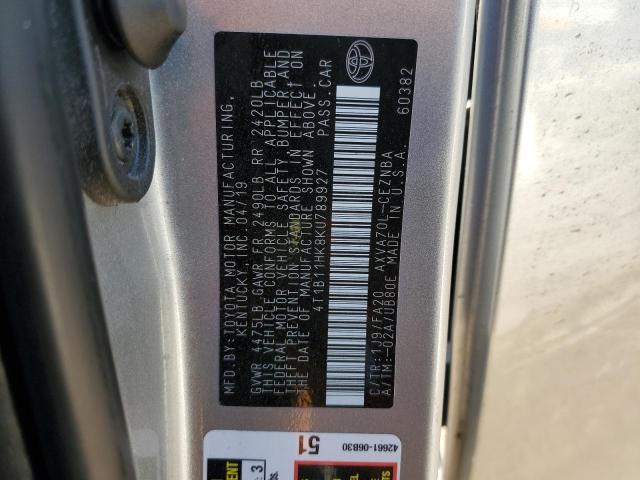 MFD.BY:TOYOTA MOTOR MANUFACTURING,
KENTUCKY, INC. 04/19
GVWR 4475LB GAWR FR 2490LB RR 2420LB
THIS VEHICLE CONFORMS TO ALL APPLICABLE
FEDERAL MOTOR VEHICLE SAFETY, BUMPER, AND
THEFT PREVENTION STANDARDS IN EFFECT ON
THE DATE OF MANUFACTURE SHOWN ABOVE.
4T1B11HK8KU789927 PASS.CAR
C/TR:1J9/FA20 AXVA70L-CEZNBA
A/TM:-02A/UB80E MADE IN U.S.A.
60382
42661-06B30
51